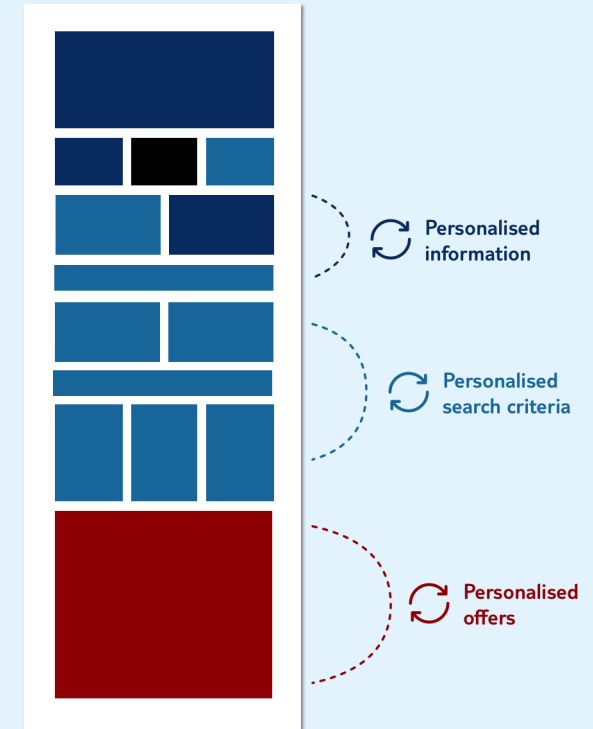 Personalised
information
Personalised
search criteria
Personalised
offers